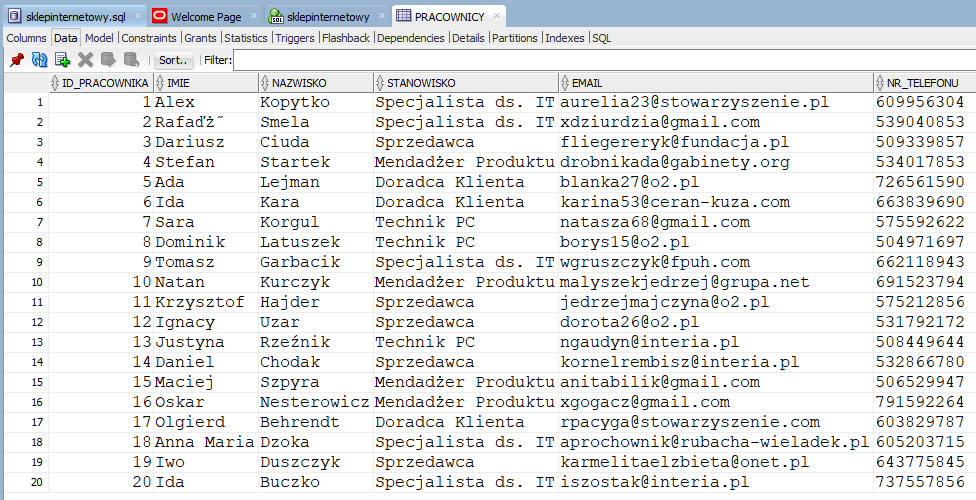 sklepinternetowy.sql Welcome Page sklepinternetowy PRACOWNICY
Columns Data Model Constraints Grants Statistics Triggers Flashback Dependencies Details Partitions Indexes SQL
Sort.. Filter:
ID_PRACOWNIKA IMIE NAZWISKO STANOWISKO EMAIL NR_TELEFONU
1 1 Alex Kopytko Specjalista ds. IT aurelia23@stowarzyszenie.pl 609956304
2 2 Rafaďż˝ Smela Specjalista ds. IT xdziurdzia@gmail.com 539040853
3 3 Dariusz Ciuda Sprzedawca fliegereryk@fundacja.pl 509339857
4 4 Stefan Startek Mendadżer Produktu drobnikada@gabinety.org 534017853
5 5 Ada Lejman Doradca Klienta blanka27@o2.pl 726561590
6 6 Ida Kara Doradca Klienta karina53@ceran-kuza.com 663839690
7 7 Sara Korgul Technik PC natasza68@gmail.com 575592622
8 8 Dominik Latuszek Technik PC borys15@o2.pl 504971697
9 9 Tomasz Garbacik Specjalista ds. IT wgruszczyk@fpuh.com 662118943
10 10 Natan Kurczyk Mendadżer Produktu malyszekjedrzej@grupa.net 691523794
11 11 Krzysztof Hajder Sprzedawca jedrzejmajczyna@o2.pl 575212856
12 12 Ignacy Uzar Sprzedawca dorota26@o2.pl 531792172
13 13 Justyna Rzeźnik Technik PC ngaudyn@interia.pl 508449644
14 14 Daniel Chodak Sprzedawca kornelrembisz@interia.pl 532866780
15 15 Maciej Szpyra Mendadżer Produktu anitabilik@gmail.com 506529947
16 16 Oskar Nesterowicz Mendadżer Produktu xgogacz@gmail.com 791592264
17 17 Olgierd Behrendt Doradca Klienta rpacyga@stowarzyszenie.com 603829787
18 18 Anna Maria Dzoka Specjalista ds. IT aprochownik@rubacha-wieladek.pl 605203715
19 19 Iwo Duszczyk Sprzedawca karmelitaelzbieta@onet.pl 643775845
20 20 Ida Buczko Specjalista ds. IT iszostak@interia.pl 737557856